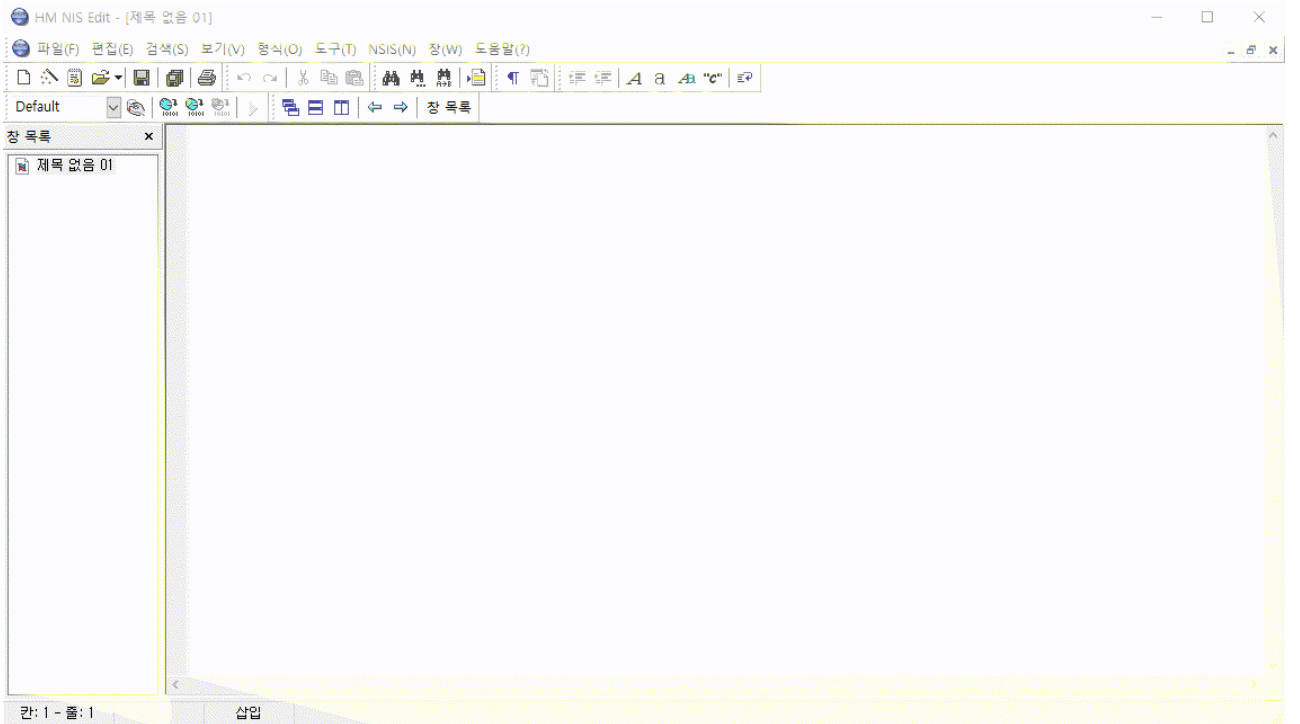 HM NIS Edit - [제목 없음 01]
파일(F) 편집(E) 검색(S) 보기(V) 형식(O) 도구(T) NSIS(N) 창(W) 도움말(?)
A a Aa "c"
Default 창 목록
창 목록
제목 없음 01
칸: 1 - 줄: 1 삽입